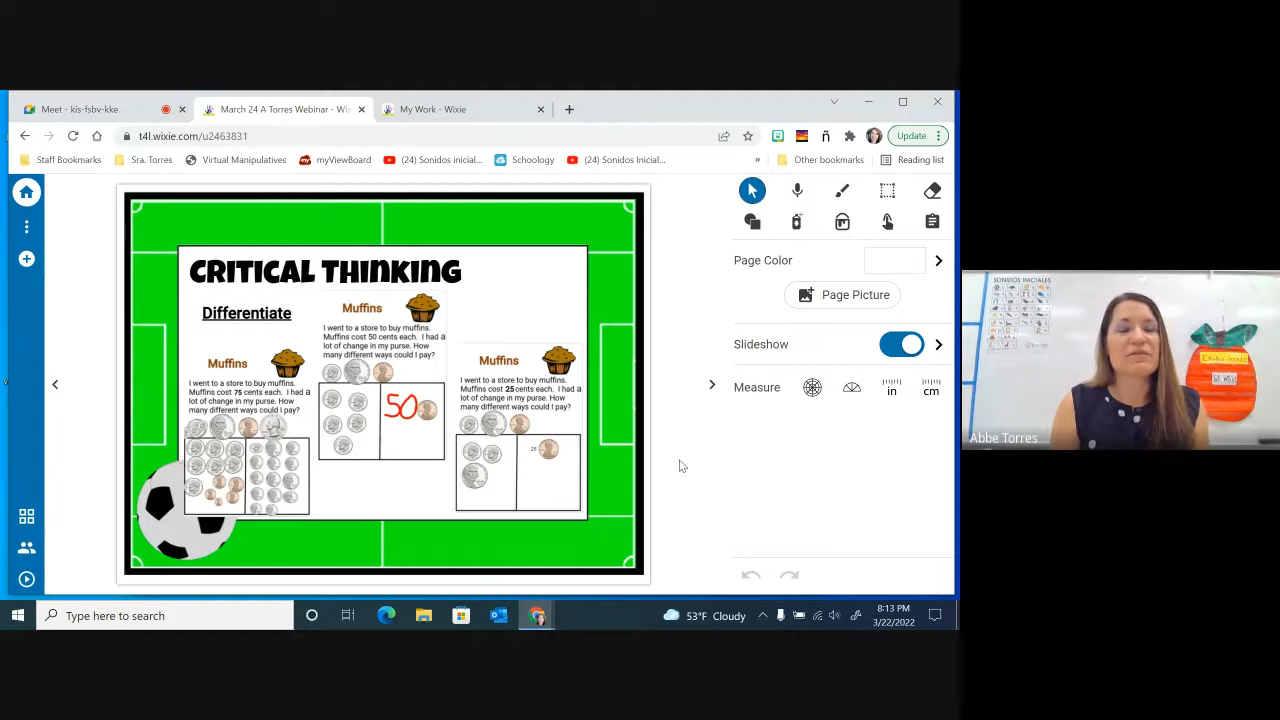 Meet - kis-fsbv-kke
March 24 A Torres Webinar - Wi
My Work - Wixie
t4l.wixie.com/u2463831
ñ
Update
Staff Bookmarks
Sra. Torres
Virtual Manipulatives
my
myViewBoard
(24) Sonidos inicial...
Schoology
(24) Sonidos Inicial...
»
Other bookmarks
Reading list
CRITICAL THINKING
Differentiate
Muffins
I went to a store to buy muffins.
Muffins cost 75 cents each. I had a
lot of change in my purse. How
many different ways could I pay?
Muffins
I went to a store to buy muffins.
Muffins cost 50 cents each. I had a
lot of change in my purse. How
many different ways could I pay?
50
Muffins
I went to a store to buy muffins.
Muffins cost 25 cents each. I had a
lot of change in my purse. How
many different ways could I pay?
25
Page Color
Page Picture
Slideshow
Measure
in
cm
SONIDOS INICIALES
Abbe Torres
Type here to search
53°F Cloudy
8:13 PM
3/22/2022